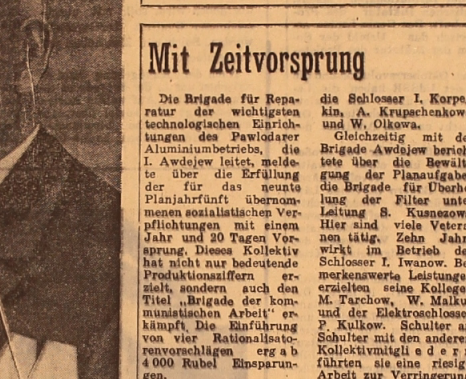 Mit Zeitvorsprung
Die Brigade für Repa-
ratur der wichtigsten
technologischen Einrich-
tungen des Pawlodarer
Aluminiumbetriebs, die
I. Awdejew leitet, melde-
te über die Erfüllung
der für das neunte
Planjahrfünft übernom-
menen sozialistischen Ver-
pflichtungen mit einem
Jahr und 20 Tagen Vor-
sprung. Dieses Kollektiv
hat nicht nur bedeutende
Produktionsziffern er-
zielt, sondern auch den
Titel „Brigade der kom-
munistischen Arbeit" er-
kämpft. Die Einführung
von vier Rationalisato-
renvorschlägen ergab
4 000 Rubel Einsparun-
gen.
die Schlosser I. Korpe
kin, A. Krupschenkow
und W. Olkowa.
Gleichzeitig mit de
Brigade Awdejew berich
tete über die Bewält
gung der Planaufgabe
die Brigade für Überho
lung der Filter unte
Leitung S. Kusnezow
Hier sind viele Vetera
nen tätig. Zehn Jahr
wirkt im Betrieb de
Schlosser I. Iwanow. Be
merkenswerte Leistunge
erzielten seine Kollege
M. Tarchow, W. Malku
und der Elektroschlosse
P. Kulkow. Schulter a
Schulter mit den andere
Kollektivmitgliedern
führten sie eine riesig
Arbeit zur Verringerun